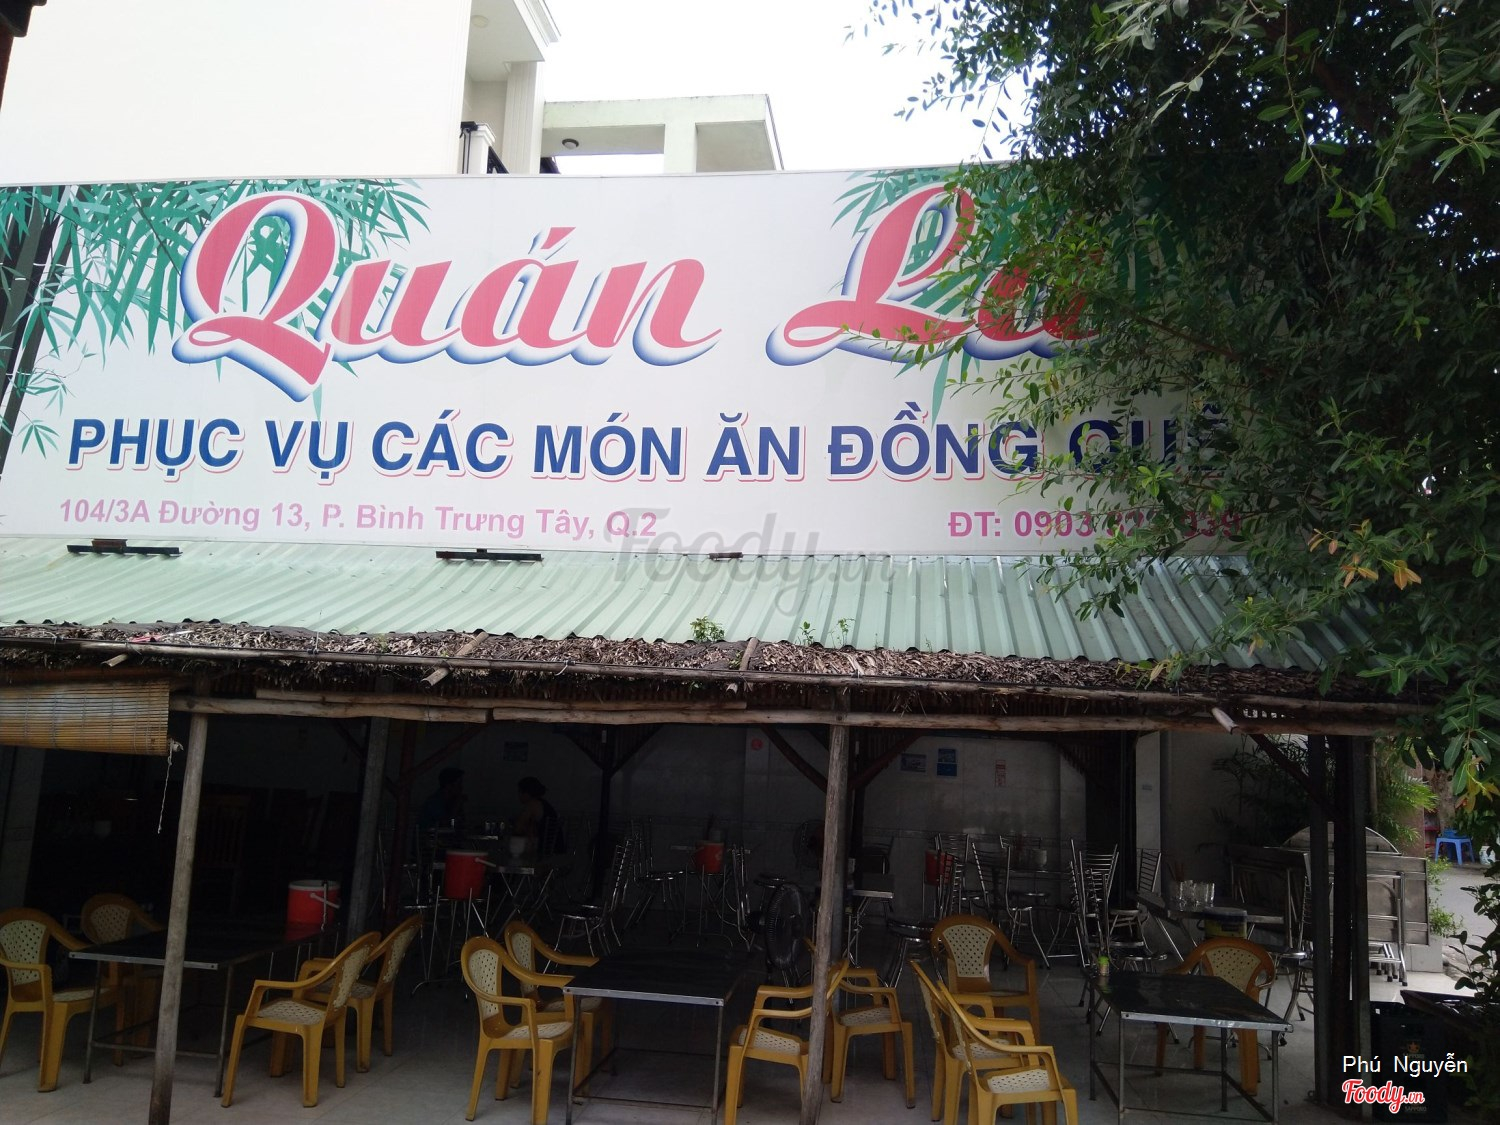 Quán
PHỤC VỤ CÁC MÓN ĂN ĐỒNG QUÊ
104/3A Đường 13, P. Bình Trưng Tây, Q.2
ĐT: 0903
Foody.vn
Phú Nguyễn
Foody.vn